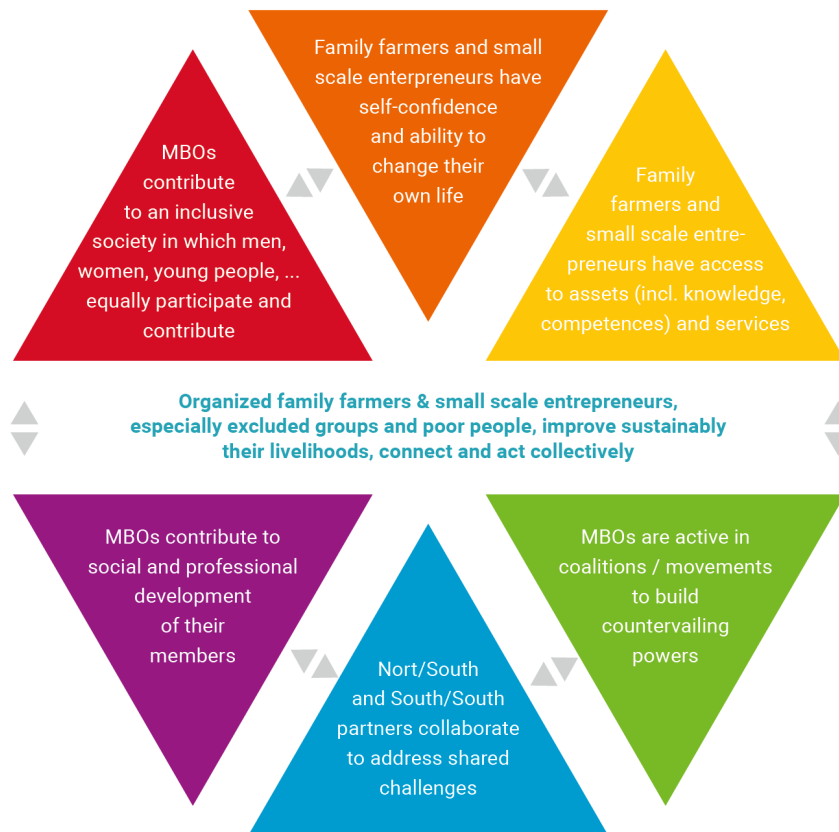 Family farmers and small
scale enterpreneurs have
self-confidence
and ability to
change their
own life
MBOs
contribute
to an inclusive
society in which men,
women, young people, ...
equally participate and
contribute
Family
farmers and
small scale entre-
preneurs have access
to assets (incl. knowledge,
competences) and services
Organized family farmers & small scale entrepreneurs,
especially excluded groups and poor people, improve sustainably
their livelihoods, connect and act collectively
MBOs contribute to
social and professional
development
of their
members
Nort/South
and South/South
partners collaborate
to address shared
challenges
MBOs are active in
coalitions / movements
to build
countervailing
powers